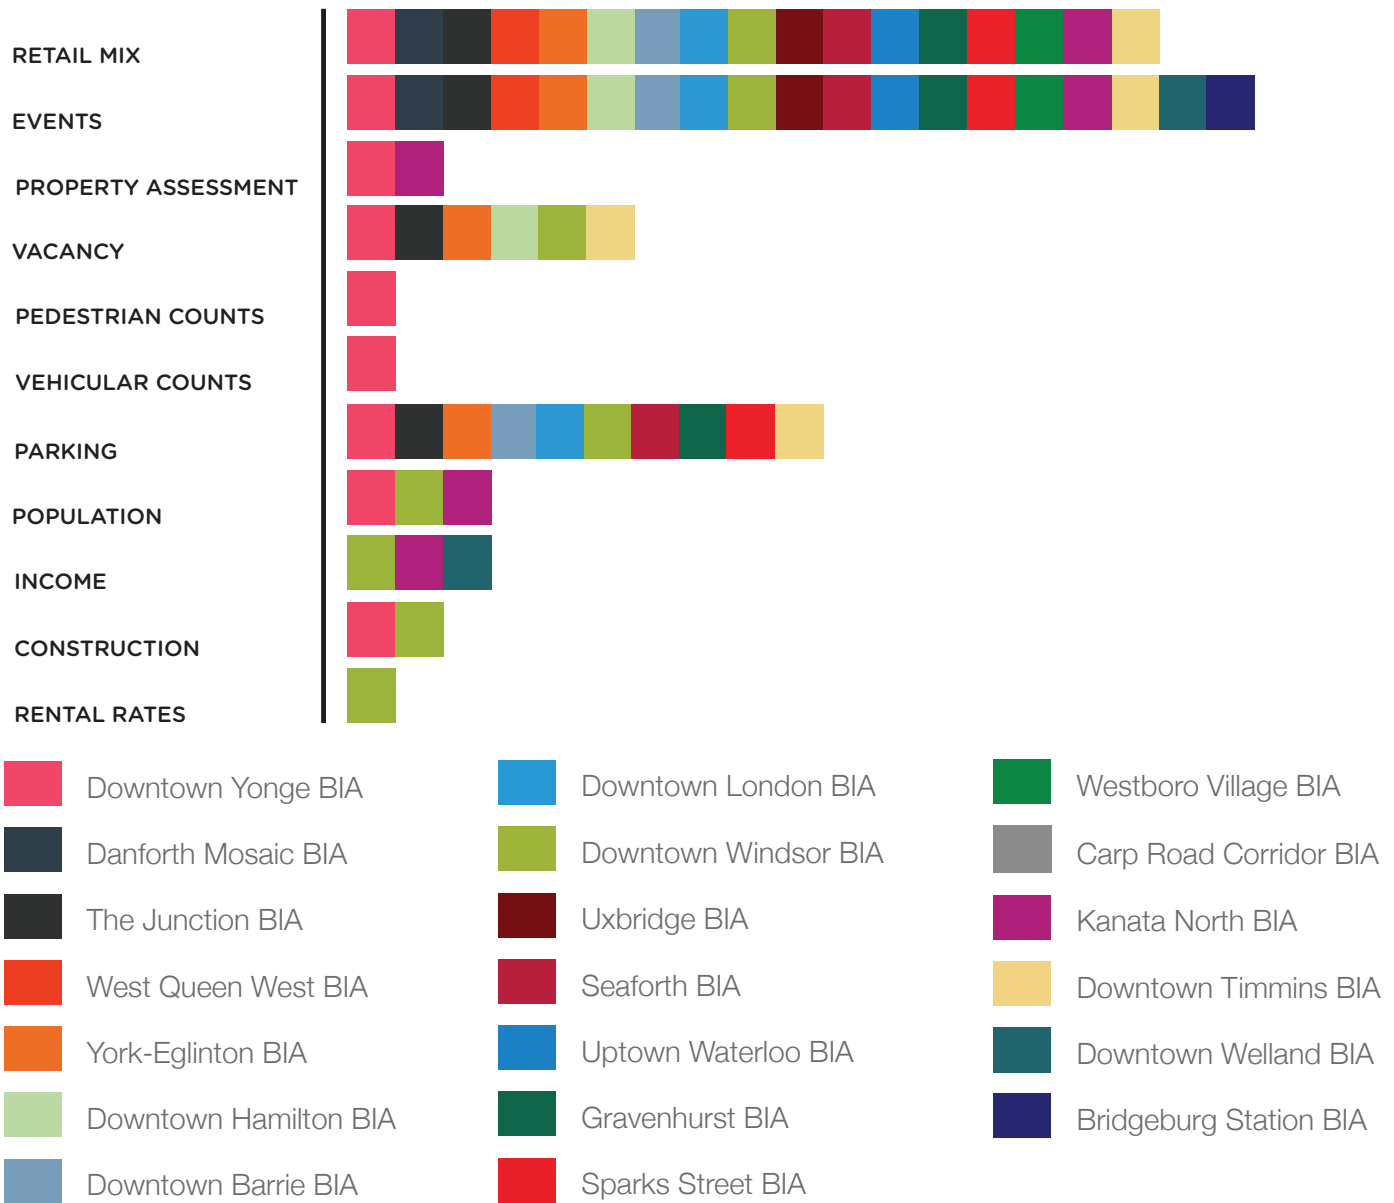 RETAIL MIX
EVENTS
PROPERTY ASSESSMENT
VACANCY
PEDESTRIAN COUNTS
VEHICULAR COUNTS
PARKING
POPULATION
INCOME
CONSTRUCTION
RENTAL RATES
Downtown Yonge BIA
Danforth Mosaic BIA
The Junction BIA
West Queen West BIA
York-Eglinton BIA
Downtown Hamilton BIA
Downtown Barrie BIA
Downtown London BIA
Downtown Windsor BIA
Uxbridge BIA
Seaforth BIA
Uptown Waterloo BIA
Gravenhurst BIA
Sparks Street BIA
Westboro Village BIA
Carp Road Corridor BIA
Kanata North BIA
Downtown Timmins BIA
Downtown Welland BIA
Bridgeburg Station BIA